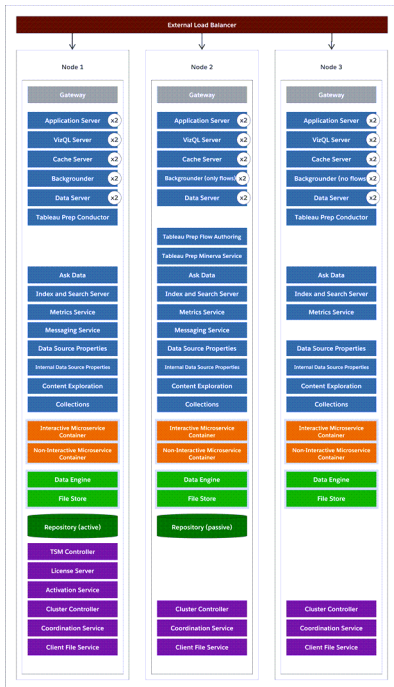 External Load Balancer
Node 1
Gateway
Application Server x2
VizQL Server x2
Cache Server x2
Backgrounder x2
Data Server x2
Tableau Prep Conductor
Ask Data
Index and Search Server
Metrics Service
Messaging Service
Data Source Properties
Internal Data Source Properties
Content Exploration
Collections
Interactive Microservice
Container
Non-Interactive Microservice
Container
Data Engine
File Store
Repository (active)
TSM Controller
License Server
Activation Service
Cluster Controller
Coordination Service
Client File Service
Node 2
Gateway
Application Server x2
VizQL Server x2
Cache Server x2
Backgrounder (only flows) x2
Data Server x2
Tableau Prep Flow Authoring
Tableau Prep Minerva Service
Ask Data
Index and Search Server
Metrics Service
Messaging Service
Data Source Properties
Internal Data Source Properties
Content Exploration
Collections
Interactive Microservice
Container
Non-Interactive Microservice
Container
Data Engine
File Store
Repository (passive)
Cluster Controller
Coordination Service
Client File Service
Node 3
Gateway
Application Server x2
VizQL Server x2
Cache Server x2
Backgrounder (no flows x2
Data Server x2
Tableau Prep Conductor
Ask Data
Index and Search Server
Metrics Service
Data Source Properties
Internal Data Source Properties
Content Exploration
Collections
Interactive Microservice
Container
Non-Interactive Microservice
Container
Data Engine
File Store
Cluster Controller
Coordination Service
Client File Service